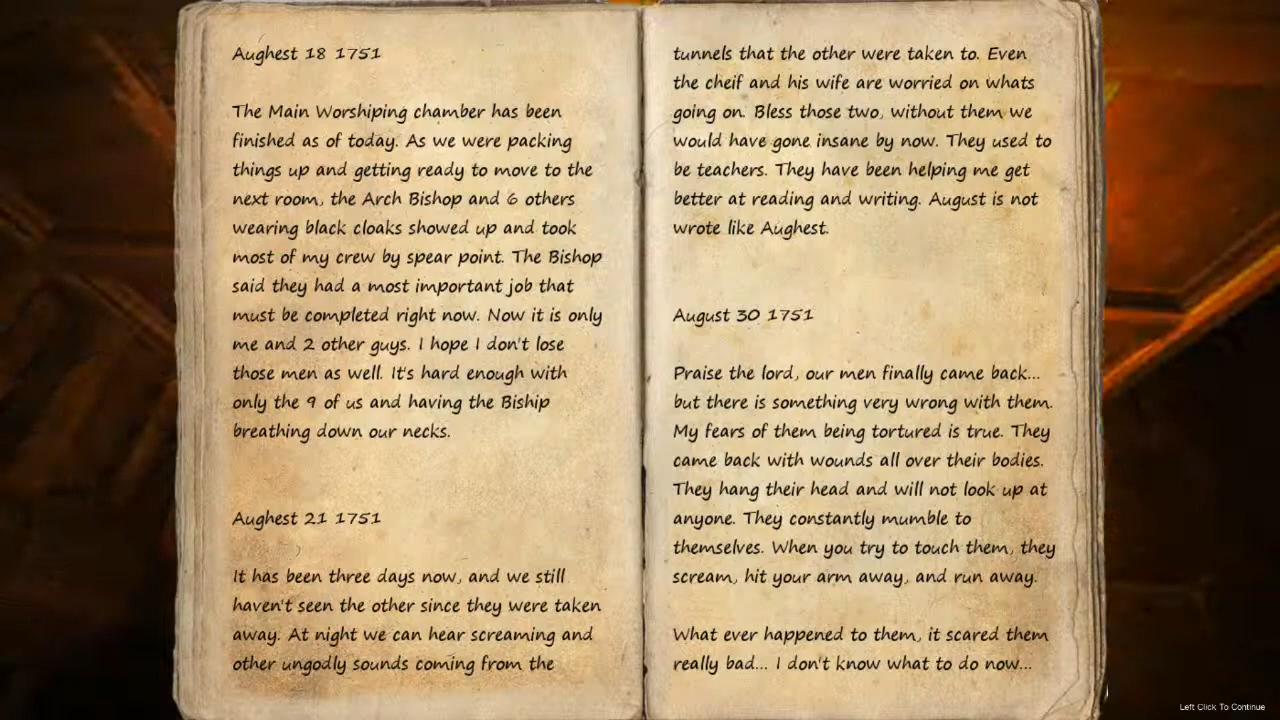 Aughest 18 1751
The Main Worshiping chamber has been
finished as of today. As we were packing
things up and getting ready to move to the
next room, the Arch Bishop and 6 others
wearing black cloaks showed up and took
most of my crew by spear point. The Bishop
said they had a most important job that
must be completed right now. Now it is only
me and 2 other guys. I hope I don't lose
those men as well. It's hard enough with
only the 9 of us and having the Biship
breathing down our necks.
Aughest 21 1751
It has been three days now, and we still
haven't seen the other since they were taken
away. At night we can hear screaming and
other ungodly sounds coming from the
tunnels that the other were taken to. Even
the cheif and his wife are worried on whats
going on. Bless those two, without them we
would have gone insane by now. They used to
be teachers. They have been helping me get
better at reading and writing. August is not
wrote like Aughest.
August 30 1751
Praise the lord, our men finally came back...
but there is something very wrong with them.
My fears of them being tortured is true. They
came back with wounds all over their bodies.
They hang their head and will not look up at
anyone. They constantly mumble to
themselves. When you try to touch them, they
scream, hit your arm away, and run away.
What ever happened to them, it scared them
really bad... I don't know what to do now...
Left Click To Continue